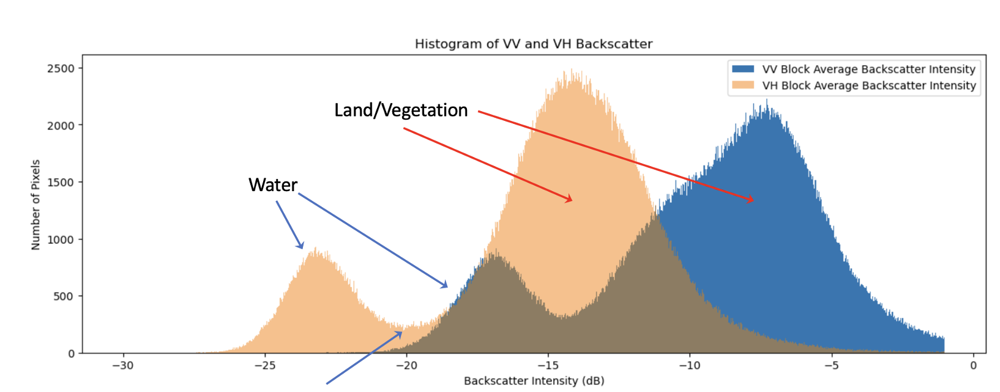 Histogram of VV and VH Backscatter
VV Block Average Backscatter Intensity
VH Block Average Backscatter Intensity
Land/Vegetation
Water
Number of Pixels
2500
2000
1500
1000
500
0
−30 −25 −20 −15 −10 −5 0
Backscatter Intensity (dB)